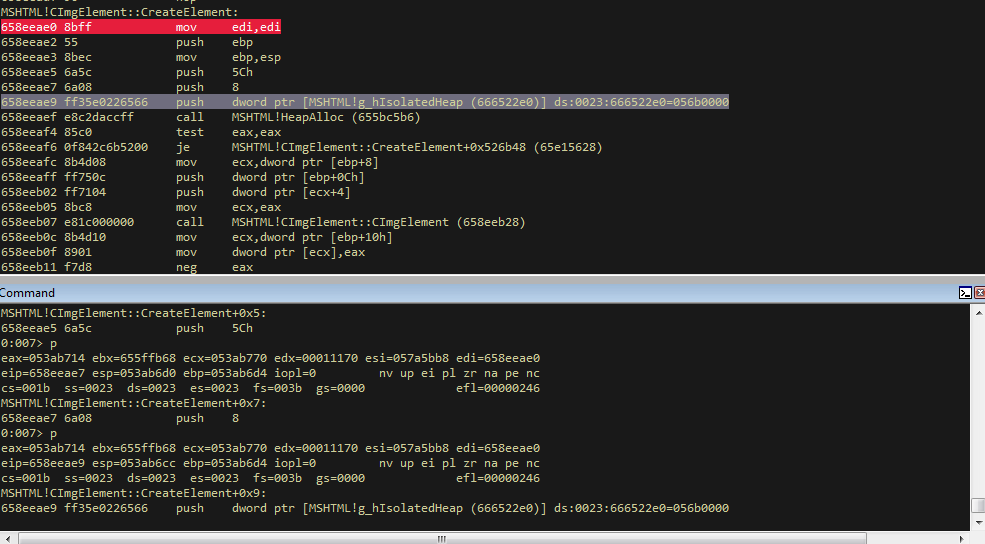 MSHTML!CImgElement::CreateElement:
658eeae0 8bff mov edi,edi
658eeae2 55 push ebp
658eeae3 8bec mov ebp,esp
658eeae5 6a5c push 5Ch
658eeae7 6a08 push 8
658eeae9 ff35e0226566 push dword ptr [MSHTML!g_hIsolatedHeap (666522e0)] ds:0023:666522e0=056b0000
658eeaef e8c2daccff call MSHTML!HeapAlloc (655bc5b6)
658eeaf4 85c0 test eax,eax
658eeaf6 0f842c6b5200 je MSHTML!CImgElement::CreateElement+0x526b48 (65e15628)
658eeafc 8b4d08 mov ecx,dword ptr [ebp+8]
658eeaff ff750c push dword ptr [ebp+0Ch]
658eeb02 ff7104 push dword ptr [ecx+4]
658eeb05 8bc8 mov ecx,eax
658eeb07 e81c000000 call MSHTML!CImgElement::CImgElement (658eeb28)
658eeb0c 8b4d10 mov ecx,dword ptr [ebp+10h]
658eeb0f 8901 mov dword ptr [ecx],eax
658eeb11 f7d8 neg eax
Command
MSHTML!CImgElement::CreateElement+0x5:
658eeae5 6a5c push 5Ch
0:007> p
eax=053ab714 ebx=655ffb68 ecx=053ab770 edx=00011170 esi=057a5bb8 edi=658eeae0
eip=658eeae7 esp=053ab6d0 ebp=053ab6d4 iopl=0 nv up ei pl zr na pe nc
cs=001b ss=0023 ds=0023 es=0023 fs=003b gs=0000 efl=00000246
MSHTML!CImgElement::CreateElement+0x7:
658eeae7 6a08 push 8
0:007> p
eax=053ab714 ebx=655ffb68 ecx=053ab770 edx=00011170 esi=057a5bb8 edi=658eeae0
eip=658eeae9 esp=053ab6cc ebp=053ab6d4 iopl=0 nv up ei pl zr na pe nc
cs=001b ss=0023 ds=0023 es=0023 fs=003b gs=0000 efl=00000246
MSHTML!CImgElement::CreateElement+0x9:
658eeae9 ff35e0226566 push dword ptr [MSHTML!g_hIsolatedHeap (666522e0)] ds:0023:666522e0=056b0000